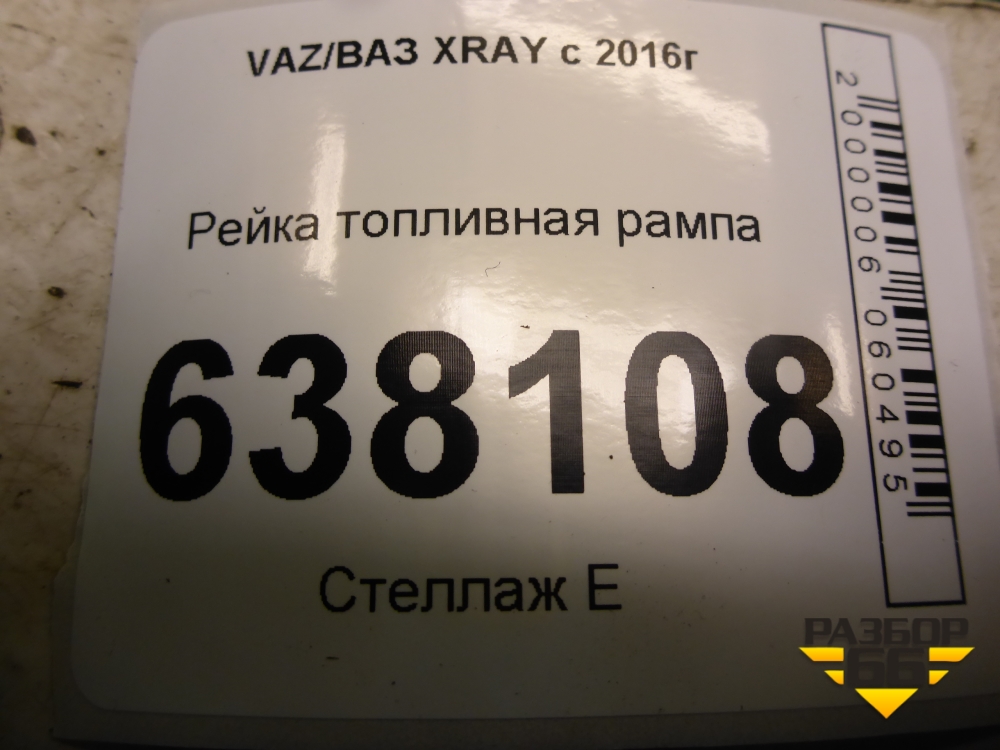 VAZ/ВАЗ XRAY с 2016г
Рейка топливная рампа
638108
Стеллаж Е
2000006060495
РАЗБОР
66